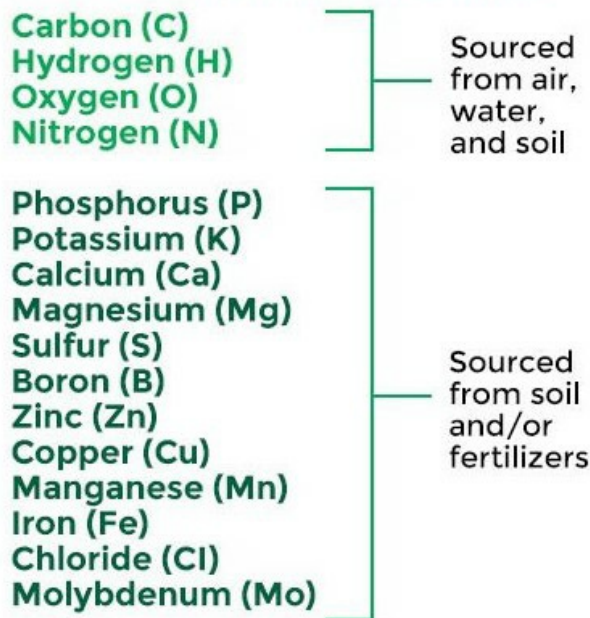 Carbon (C)
Hydrogen (H)
Oxygen (O)
Nitrogen (N)
Sourced
from air,
water,
and soil
Phosphorus (P)
Potassium (K)
Calcium (Ca)
Magnesium (Mg)
Sulfur (S)
Boron (B)
Zinc (Zn)
Copper (Cu)
Manganese (Mn)
Iron (Fe)
Chloride (Cl)
Molybdenum (Mo)
Sourced
from soil
and/or
fertilizers